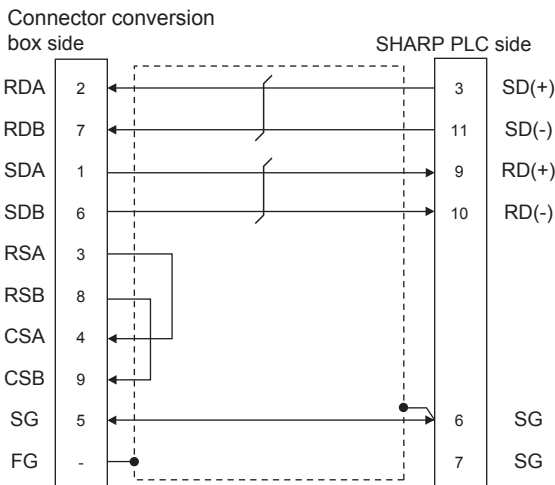 Connector conversion
box side
SHARP PLC side
RDA 2 3 SD(+)
RDB 7 11 SD(-)
SDA 1 9 RD(+)
SDB 6 10 RD(-)
RSA 3
RSB 8
CSA 4
CSB 9
SG 5 6 SG
FG - 7 SG